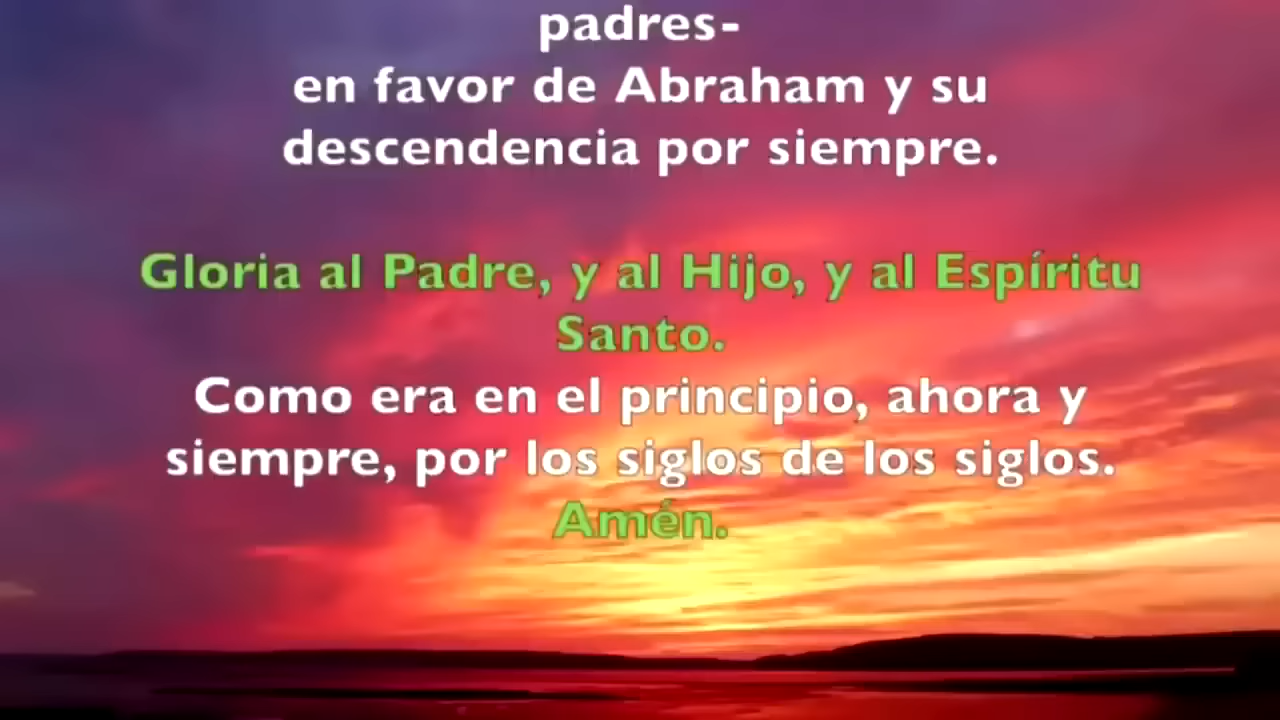 padres-
en favor de Abraham y su
descendencia por siempre.
Gloria al Padre, y al Hijo, y al Espíritu
Santo.
Como era en el principio, ahora y
siempre, por los siglos de los siglos.
Amén.